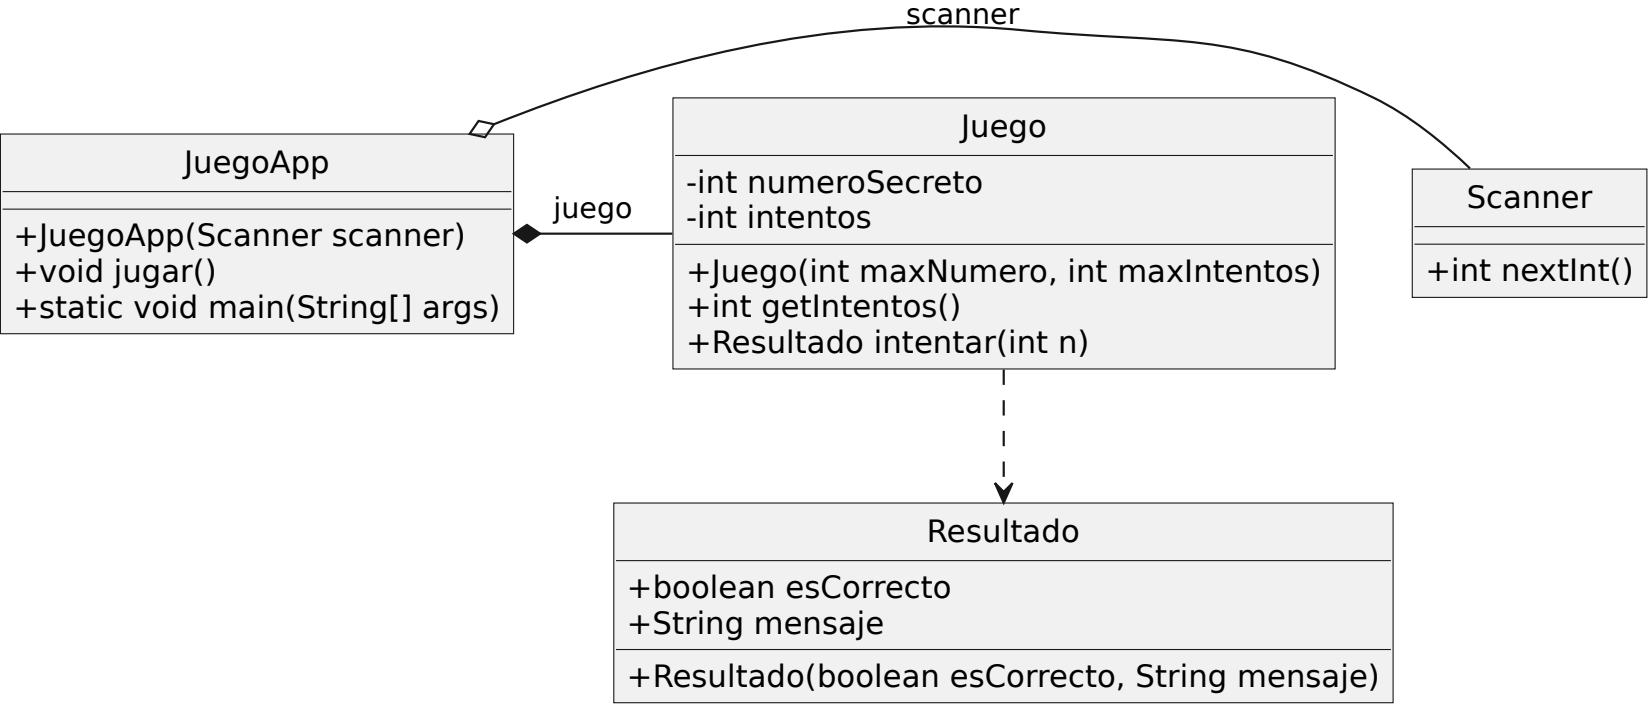 scanner
JuegoApp
+JuegoApp(Scanner scanner)
+void jugar()
+static void main(String[] args)
juego
Juego
-int numeroSecreto
-int intentos
+Juego(int maxNumero, int maxIntentos)
+int getIntentos()
+Resultado intentar(int n)
Scanner
+int nextInt()
Resultado
+boolean esCorrecto
+String mensaje
+Resultado(boolean esCorrecto, String mensaje)